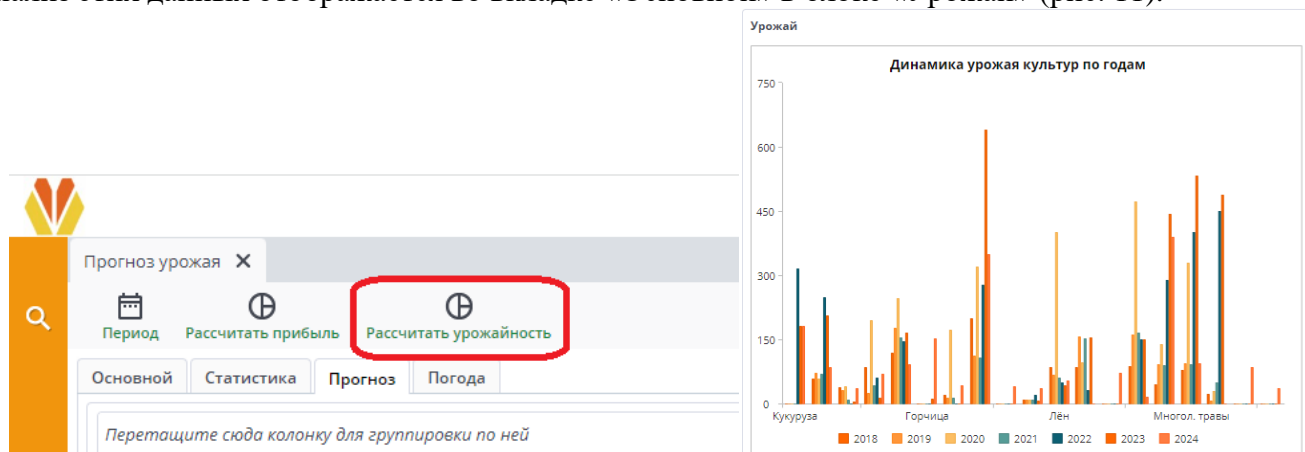 Урожай
Динамика урожая культур по годам
750
600
450
300
150
0
Кукуруза Горчица Лён Многол. травы
2018 2019 2020 2021 2022 2023 2024
Прогноз урожая
Период Рассчитать прибыль Рассчитать урожайность
Основной Статистика Прогноз Погода
Перетащите сюда колонку для группировки по ней